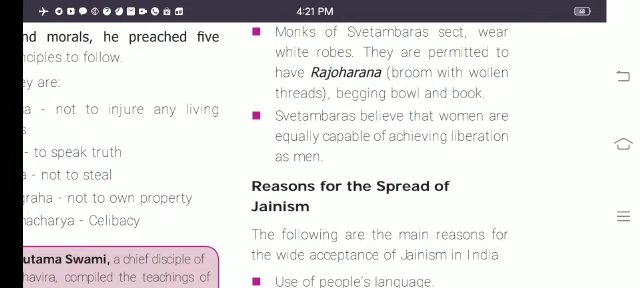 4:21 PM
nd morals, he preached five
nciples to follow.
ey are:
a - not to injure any living
s
- to speak truth
a - not to steal
graha - not to own property
nacharya - Celibacy
utama Swami, a chief disciple of
havira, compiled the teachings of
Monks of Svetambaras sect, wear
white robes. They are permitted to
have Rajoharana (broom with wollen
threads), begging bowl and book.
Svetambaras believe that women are
equally capable of achieving liberation
as men.
Reasons for the Spread of
Jainism
The following are the main reasons for
the wide acceptance of Jainism in India
Use of people's language.